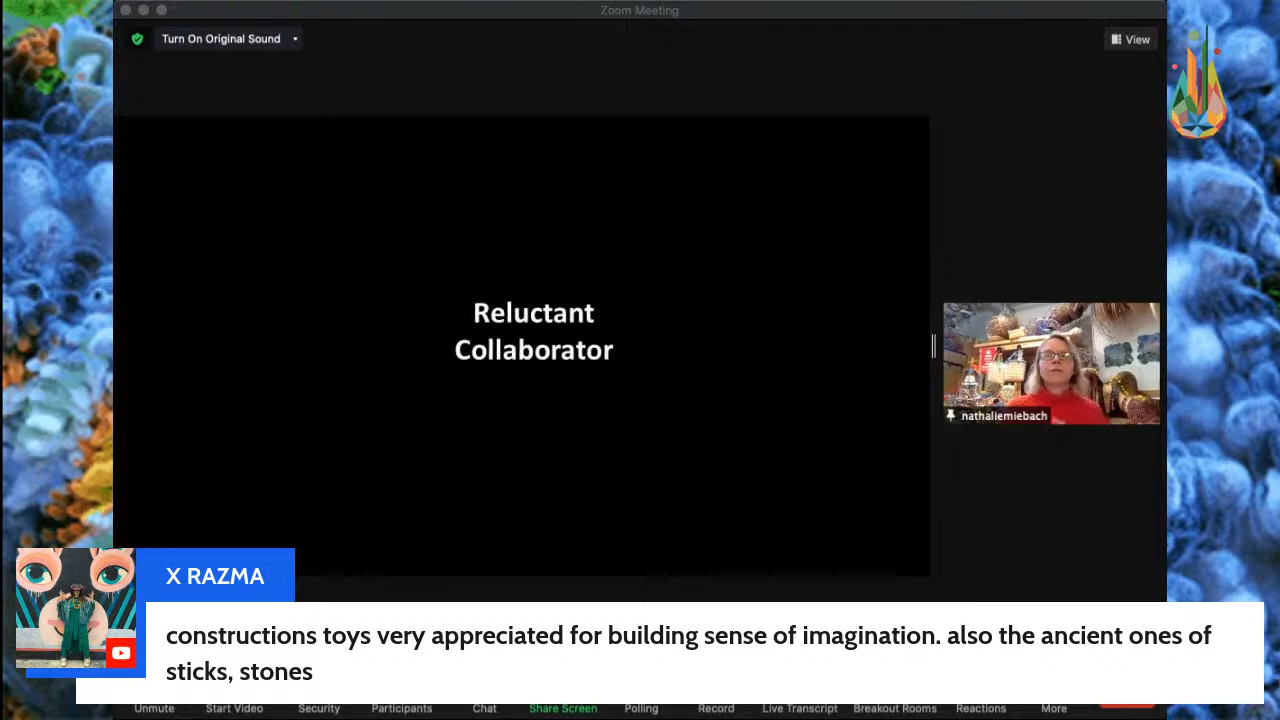 Zoom Meeting
Turn On Original Sound
View
Reluctant
Collaborator
nathaliemiebach
X RAZMA
constructions toys very appreciated for building sense of imagination. also the ancient ones of
sticks, stones
Unmute Start Video Security Participants Chat Share Screen Polling Record Live Transcript Breakout Rooms Reactions More